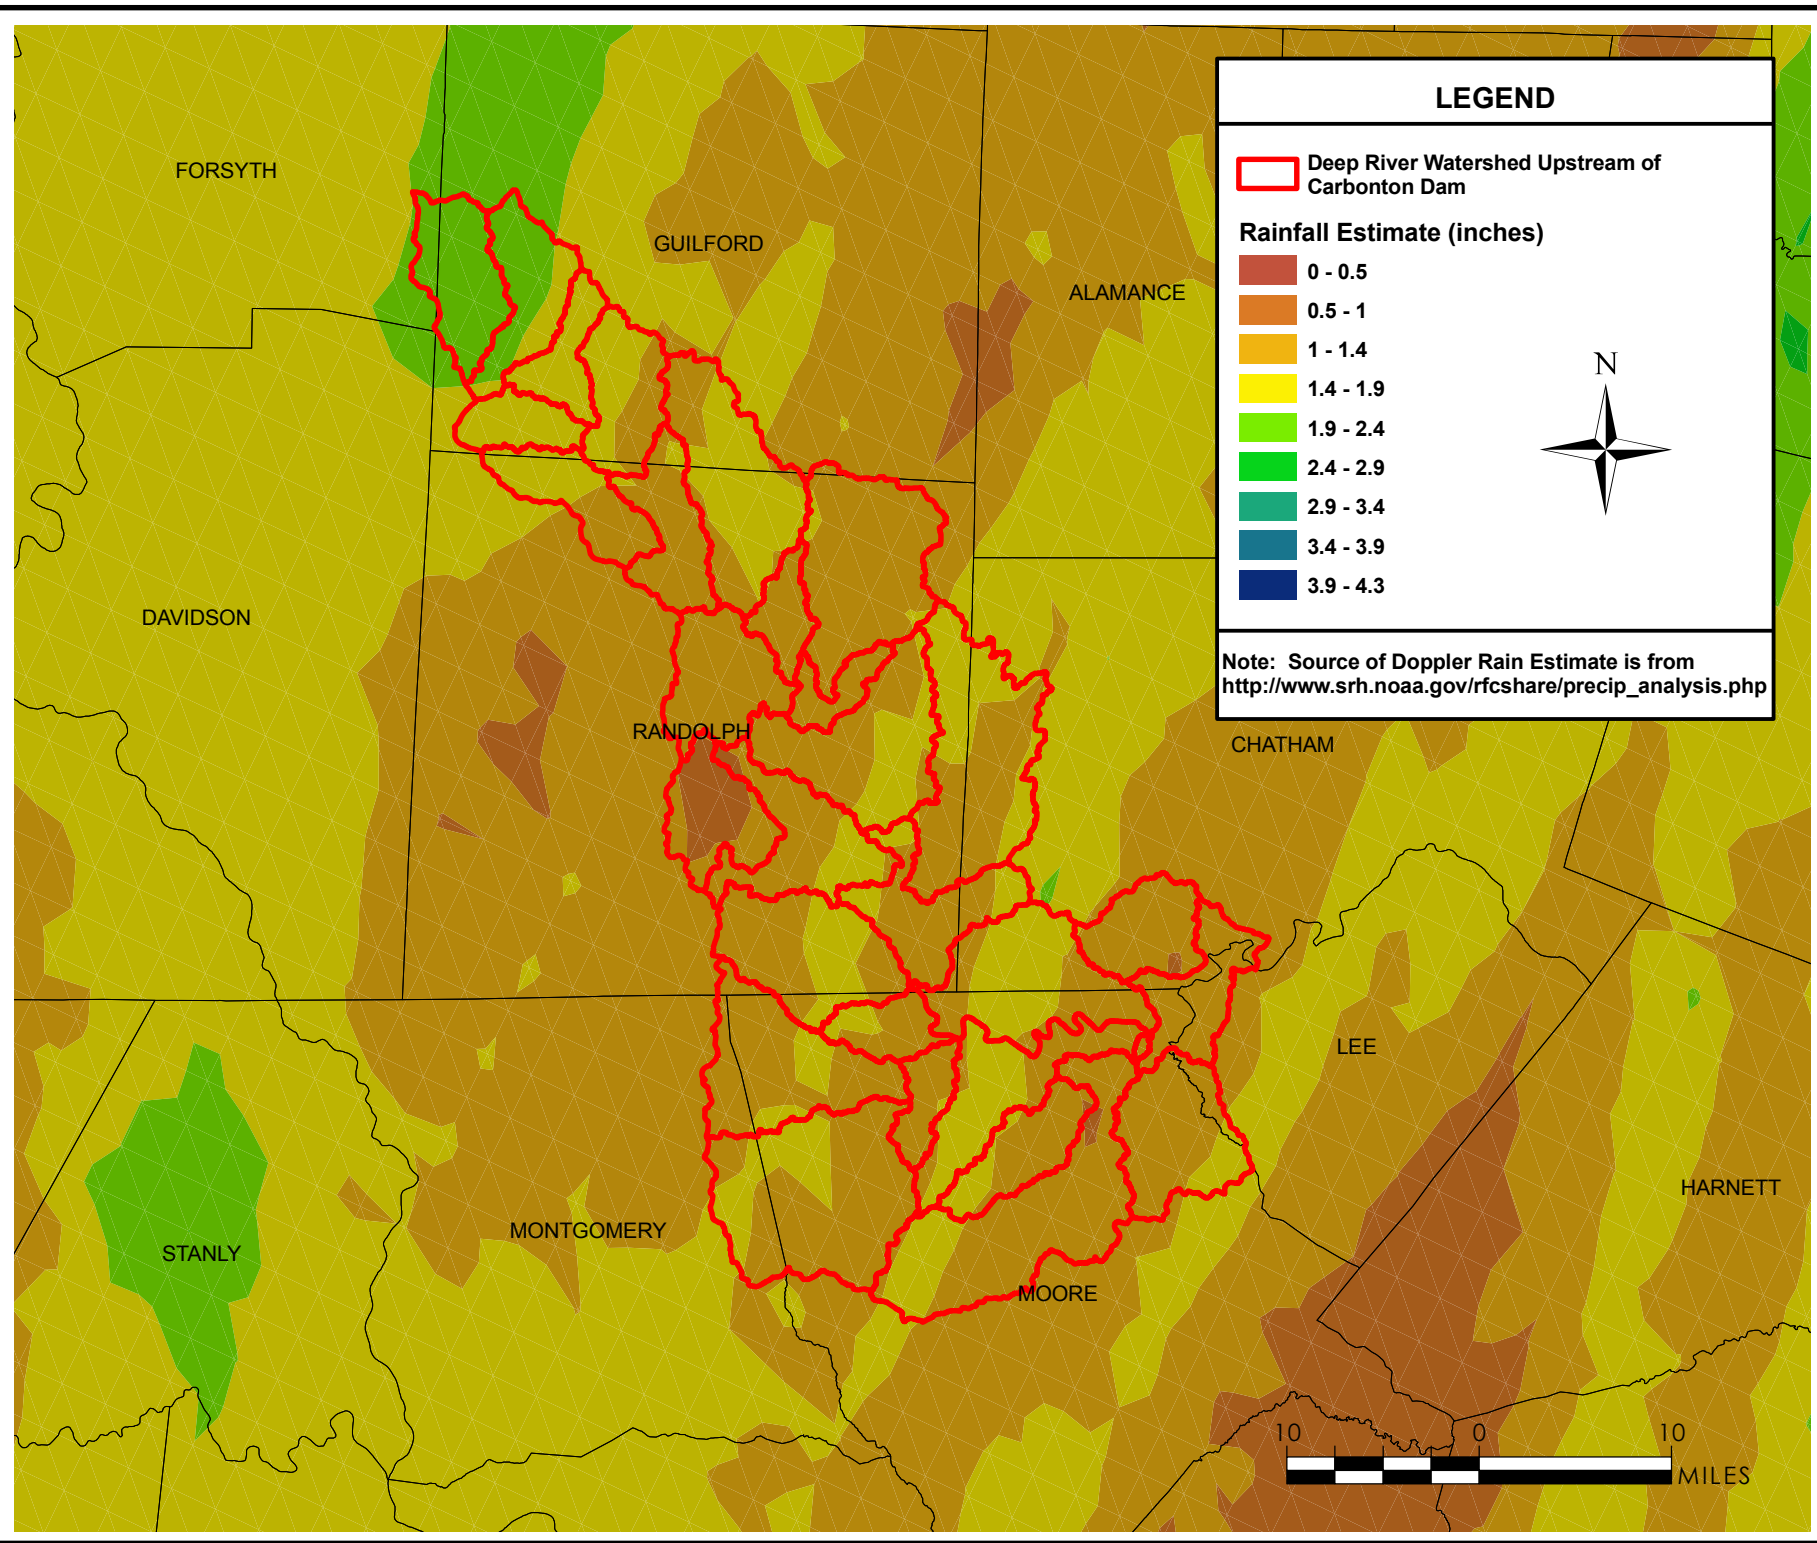 LEGEND
Deep River Watershed Upstream of
Carbonton Dam
Rainfall Estimate (inches)
0 - 0.5
0.5 - 1
1 - 1.4
1.4 - 1.9
1.9 - 2.4
2.4 - 2.9
2.9 - 3.4
3.4 - 3.9
3.9 - 4.3
N
Note: Source of Doppler Rain Estimate is from
http://www.srh.noaa.gov/rfcshare/precip_analysis.php
FORSYTH
GUILFORD
ALAMANCE
DAVIDSON
RANDOLPH
CHATHAM
LEE
HARNETT
MONTGOMERY
STANLY
MOORE
10 0 10
MILES